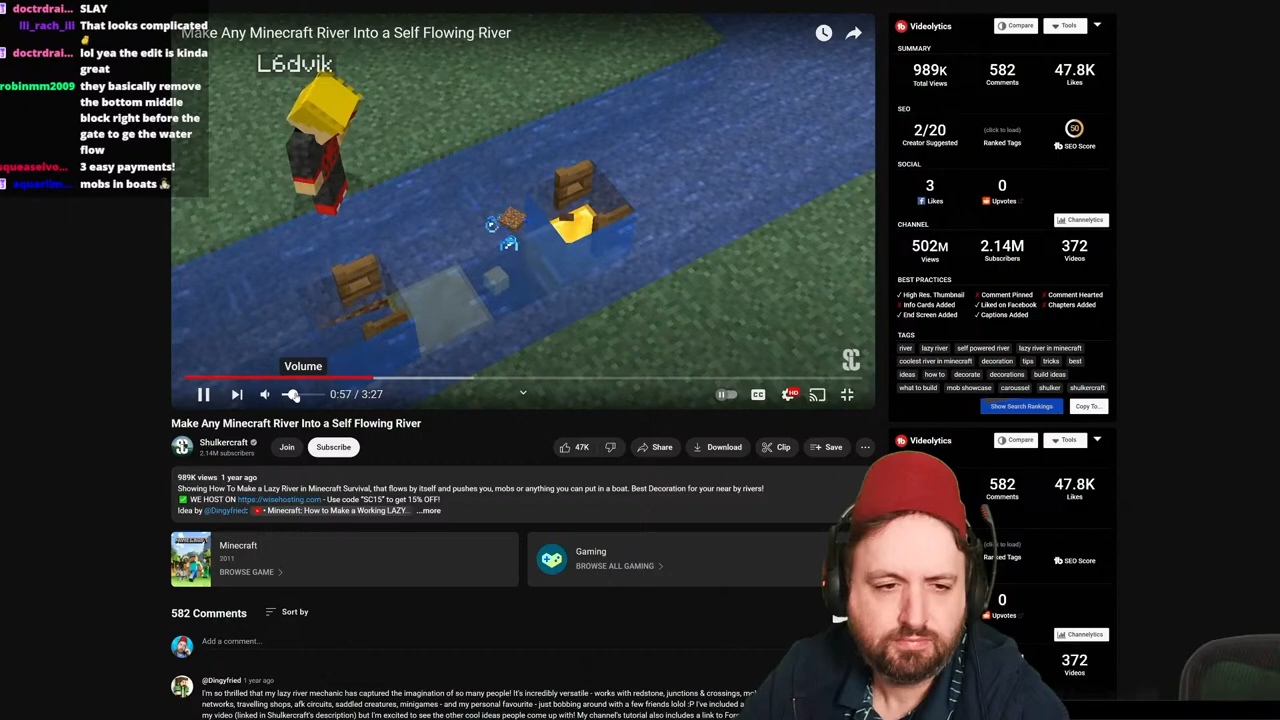 doctrdrai... SLAY
lli_rach_ili That looks complicated
doctrdrai... lol yea the edit is kinda
great
robinmm2009 they basically remove
the bottom middle
block right before the
gate to ge the water
flow
squeaselve... 3 easy payments!
aquarlim... mobs in boats
Make Any Minecraft River Into a Self Flowing River
L6dvik
Volume
0:57 / 3:27
CC
HD
Make Any Minecraft River Into a Self Flowing River
Shulkercraft
2.14M subscribers
Join
Subscribe
47K
Share
Download
Clip
Save
989K views 1 year ago
Showing How To Make a Lazy River in Minecraft Survival, that flows by itself and pushes you, mobs or anything you can put in a boat. Best Decoration for your near by rivers!
WE HOST ON https://wisehosting.com - Use code "SC15" to get 15% OFF!
Idea by @Dingyfried: • Minecraft: How to Make a Working LAZY... ...more
MINECRAFT
Minecraft
2011
BROWSE GAME
Gaming
BROWSE ALL GAMING
582 Comments
Sort by
Add a comment...
@Dingyfried 1 year ago
I'm so thrilled that my lazy river mechanic has captured the imagination of so many people! It's incredibly versatile - works with redstone, junctions & crossings,
networks, travelling shops, afk circuits, saddled creatures, minigames - and my personal favourite - just bobbing around with a few friends lolol :P I've included a
my video (linked in Shulkercraft's description) but I'm excited to see the other cool ideas people come up with! My channel's tutorial also includes a link to
Videolytics
Compare
Tools
SUMMARY
989K
582
47.8K
Total Views
Comments
Likes
SEO
2/20
(click to load)
50
Creator Suggested
Ranked Tags
SEO Score
SOCIAL
3
0
Likes
Upvotes
CHANNEL
Channelytics
502M
2.14M
372
Views
Subscribers
Videos
BEST PRACTICES
✓ High Res. Thumbnail
✗ Comment Pinned
✗ Comment Hearted
✗ Info Cards Added
✓ Liked on Facebook
✗ Chapters Added
✓ End Screen Added
✓ Captions Added
TAGS
river lazy river self powered river lazy river in minecraft
coolest river in minecraft decoration tips tricks best
ideas how to decorate decorations build ideas
what to build mob showcase carousel shulker shulkercraft
Show Search Rankings
Copy To...
Videolytics
Compare
Tools
582
47.8K
Comments
Likes
to load)
Tags
SEO Score
0
Upvotes
Channelytics
372
Videos